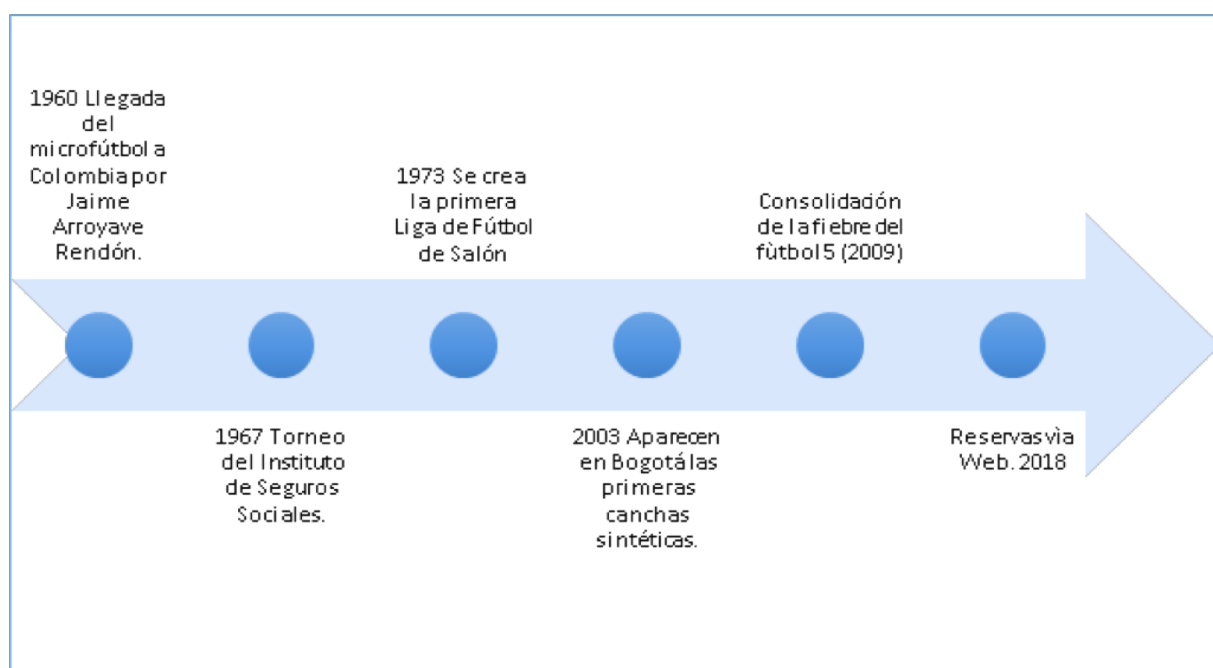 1960 Llegada
del
microfútbol a
Colombia por
Jaime
Arroyave
Rendón.
1967 Torneo
del Instituto
de Seguros
Sociales.
1973 Se crea
la primera
Liga de Fútbol
de Salón
2003 Aparecen
en Bogotá las
primeras
canchas
sintéticas.
Consolidación
de la fiebre del
fùtbol 5 (2009)
Reservas vìa
Web. 2018